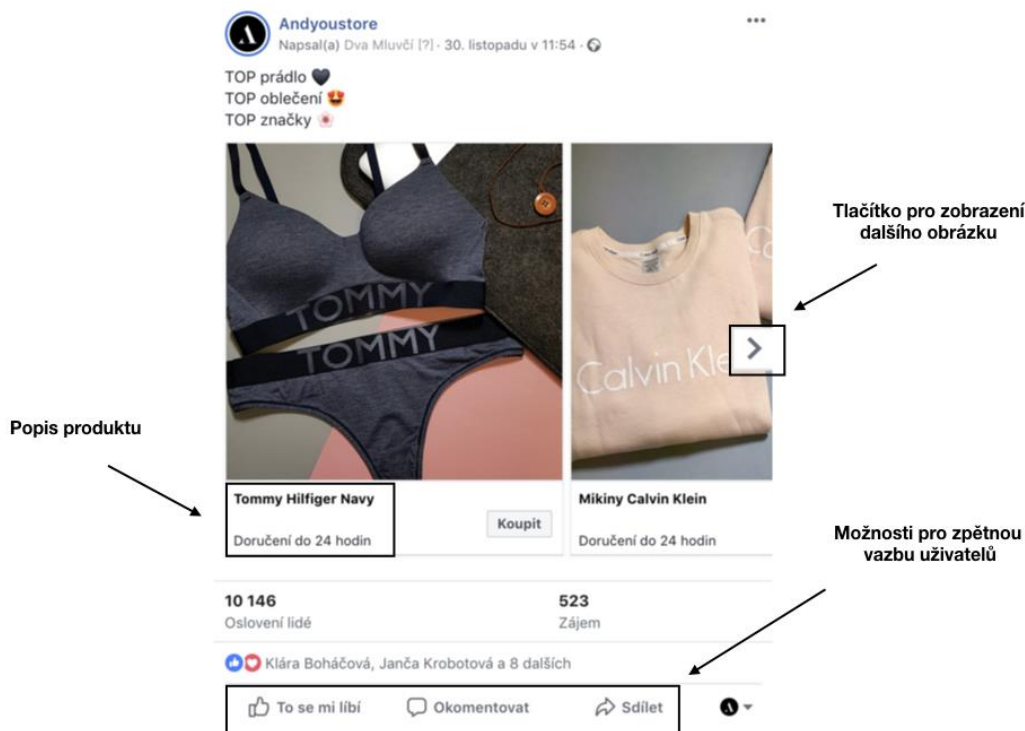 Andyoustore
Napsal(a) Dva Mluvčí [?] · 30. listopadu v 11:54 ·
TOP prádlo 🖤
TOP oblečení 🤩
TOP značky 🌸
TOMMY
TOMMY
Calvin Kle
Tlačítko pro zobrazení
dalšího obrázku
Popis produktu
Tommy Hilfiger Navy
Doručení do 24 hodin
Koupit
Mikiny Calvin Klein
Doručení do 24 hodin
Možnosti pro zpětnou
vazbu uživatelů
10 146
Oslovení lidé
523
Zájem
Klára Boháčová, Janča Krobotová a 8 dalších
To se mi líbí
Okomentovat
Sdílet